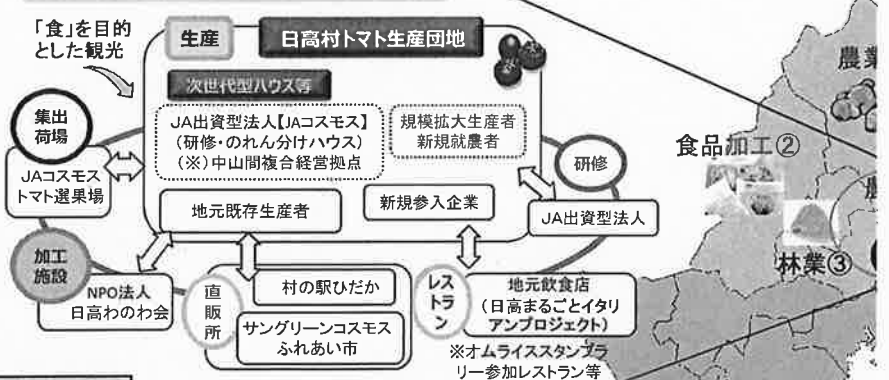 「食」を目的
とした観光
生産
日高村トマト生産団地
次世代型ハウス等
JA出資型法人【JAコスモス】
(研修・のれん分けハウス)
(※)中山間複合経営拠点
規模拡大生産者
新規就農者
集出
荷場
JAコスモス
トマト選果場
地元既存生産者
新規参入企業
研修
JA出資型法人
加工
施設
NPO法人
日高わのわ会
直
販
所
村の駅ひだか
サングリーンコスモス
ふれあい市
レ
スト
ラン
地元飲食店
(日高まるごとイタリ
アンプロジェクト)
※オムライススタンプラ
リー参加レストラン等
農業
食品加工②
林業③